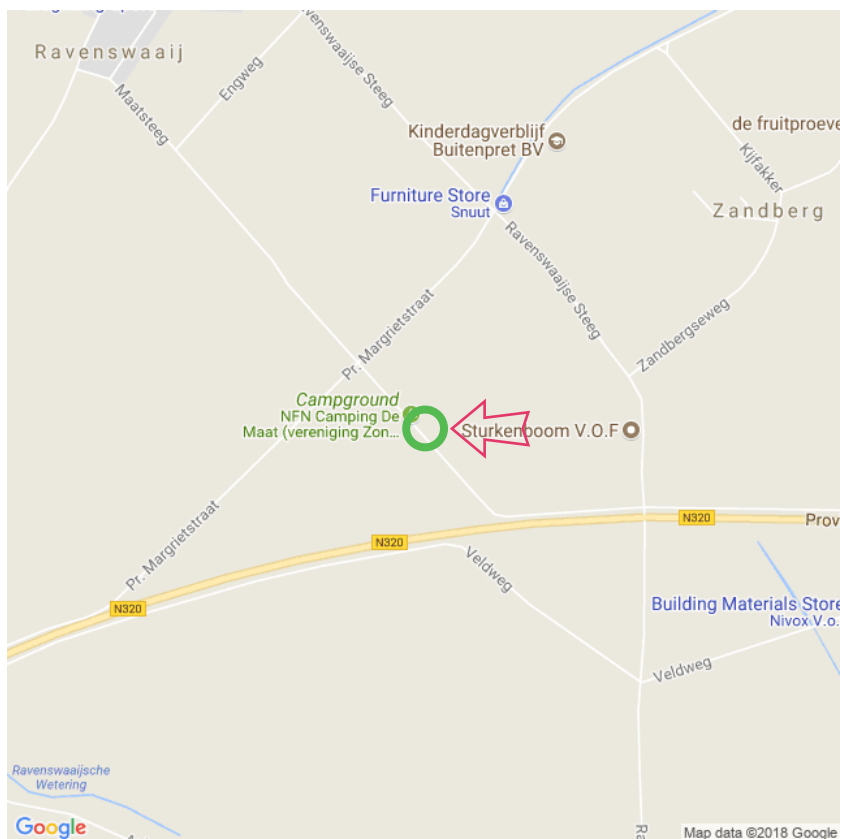 Ravenswaaij
Engweg
Maatsteeg
Ravenswaaijse Steeg
Kinderdagverblijf
Buitenpret BV
de fruitproeve
Kijfakker
Furniture Store
Snuut
Zandberg
Ravenswaaijse Steeg
Pr. Margrietstraat
Zandbergseweg
Campground
NFN Camping De
Maat (vereniging Zon...
Sturkenboom V.O.F
Pr. Margrietstraat
N320
N320
N320
Prov
Veldweg
Building Materials Store
Nivox V.o.
Veldweg
Ravenswaaijsche
Wetering
Ra
Google
Map data ©2018 Google